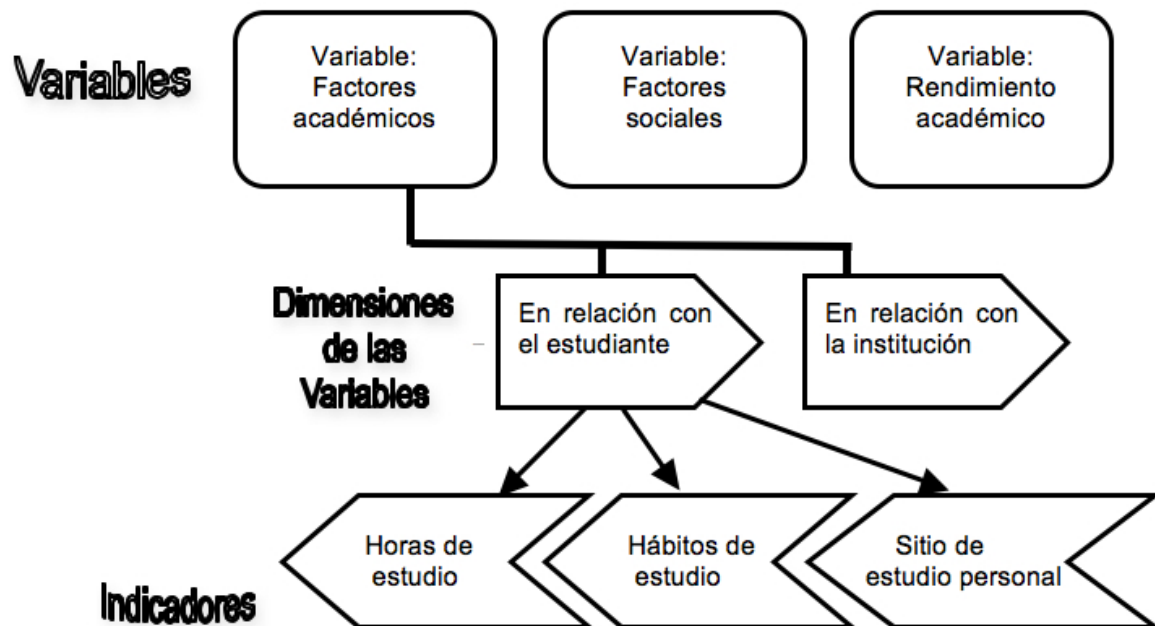 Variables
Variable:
Factores
académicos
Variable:
Factores
sociales
Variable:
Rendimiento
académico
Dimensiones
de las
Variables
En relación con
el estudiante
En relación con
la institución
Indicadores
Horas de
estudio
Hábitos de
estudio
Sitio de
estudio personal